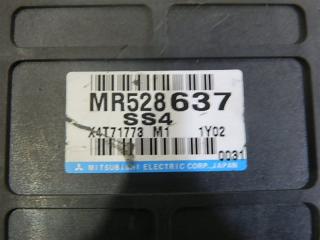 MR528637
SS4
X4T71773 M1 1Y02
0031
MITSUBISHI ELECTRIC CORP. JAPAN